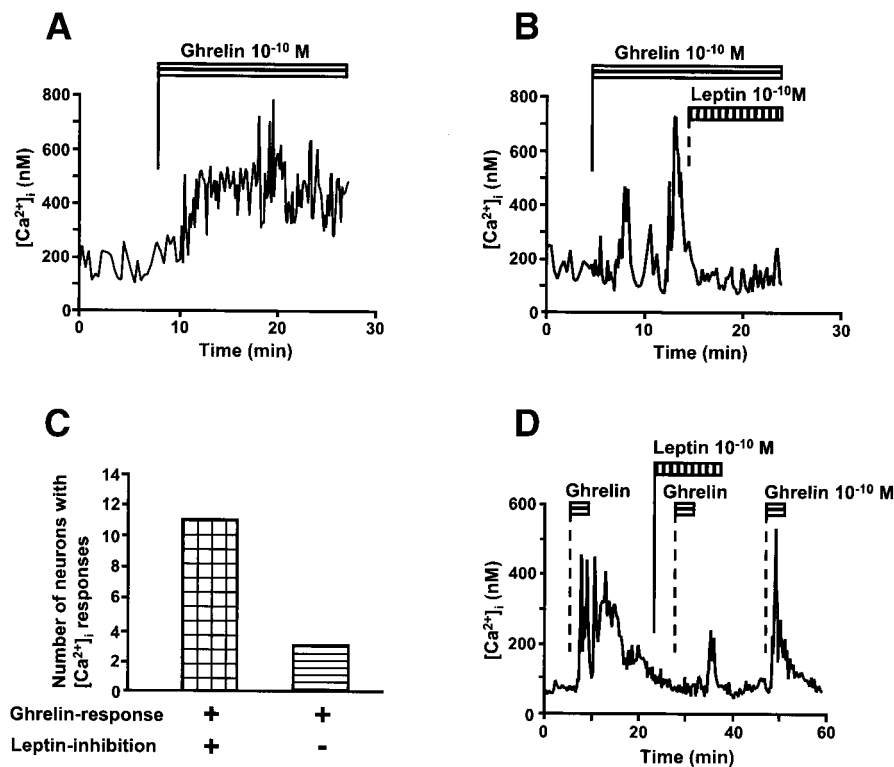 A
Ghrelin 10⁻¹⁰ M
800
600
400
200
0
[Ca²⁺]ᵢ (nM)
0 10 20 30
Time (min)
B
Ghrelin 10⁻¹⁰ M
Leptin 10⁻¹⁰M
800
600
400
200
0
[Ca²⁺]ᵢ (nM)
0 10 20 30
Time (min)
C
Number of neurons with
[Ca²⁺]ᵢ responses
14
12
10
8
6
4
2
0
Ghrelin-response + +
Leptin-inhibition + -
D
Leptin 10⁻¹⁰ M
Ghrelin Ghrelin Ghrelin 10⁻¹⁰ M
600
400
200
0
[Ca²⁺]ᵢ (nM)
0 20 40 60
Time (min)